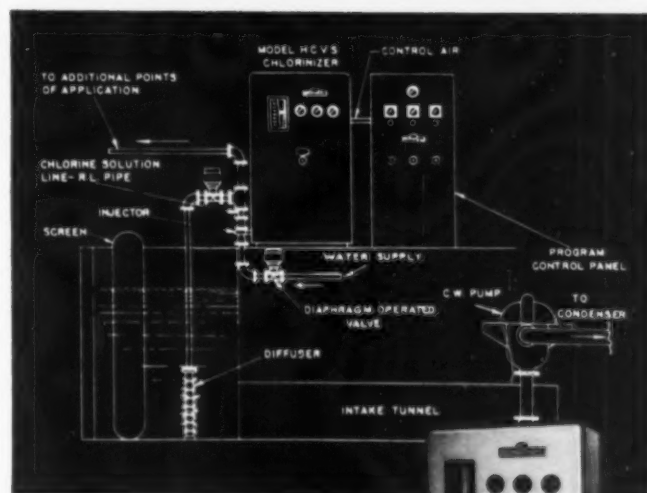 MODEL H.C.V.S
CHLORINIZER
CONTROL AIR
TO ADDITIONAL POINTS
OF APPLICATION
CHLORINE SOLUTION
LINE-R.L. PIPE
INJECTOR
SCREEN
WATER SUPPLY
PROGRAM
CONTROL PANEL
DIAPHRAGM OPERATED
VALVE
C.W. PUMP
TO
CONDENSER
DIFFUSER
INTAKE TUNNEL